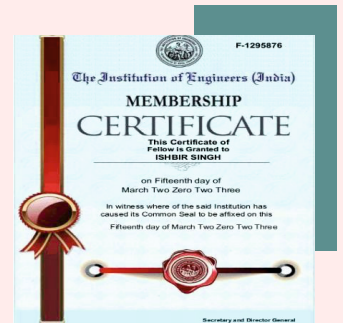 F-1295876
The Institution of Engineers (India)
MEMBERSHIP
CERTIFICATE
This Certificate of
Fellow is Granted to
ISHBIR SINGH
on Fifteenth day of
March Two Zero Two Three
In witness where of the said Institution has
caused its Common Seal to be affixed on this
Fifteenth day of March Two Zero Two Three
Secretary and Director General